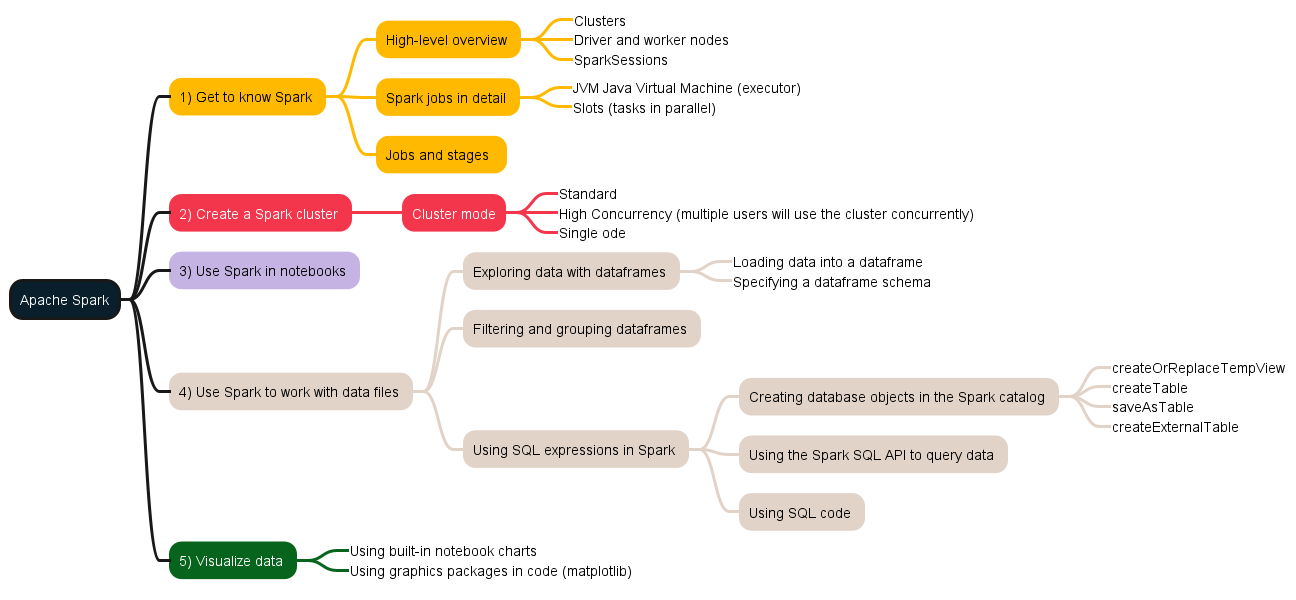 Apache Spark
1) Get to know Spark
High-level overview
Clusters
Driver and worker nodes
SparkSessions
Spark jobs in detail
JVM Java Virtual Machine (executor)
Slots (tasks in parallel)
Jobs and stages
2) Create a Spark cluster
Cluster mode
Standard
High Concurrency (multiple users will use the cluster concurrently)
Single ode
3) Use Spark in notebooks
4) Use Spark to work with data files
Exploring data with dataframes
Loading data into a dataframe
Specifying a dataframe schema
Filtering and grouping dataframes
Using SQL expressions in Spark
Creating database objects in the Spark catalog
createOrReplaceTempView
createTable
saveAsTable
createExternalTable
Using the Spark SQL API to query data
Using SQL code
5) Visualize data
Using built-in notebook charts
Using graphics packages in code (matplotlib)